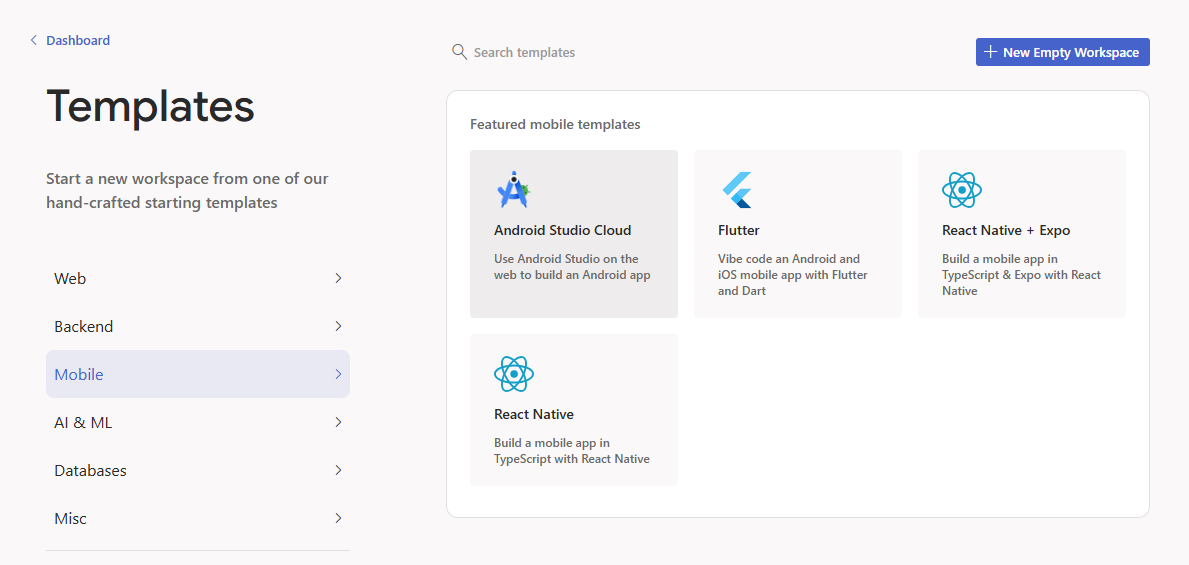 Dashboard
Templates
Start a new workspace from one of our
hand-crafted starting templates
Web
Backend
Mobile
AI & ML
Databases
Misc
Search templates
New Empty Workspace
Featured mobile templates
Android Studio Cloud
Use Android Studio on the
web to build an Android app
Flutter
Vibe code an Android and
iOS mobile app with Flutter
and Dart
React Native + Expo
Build a mobile app in
TypeScript & Expo with React
Native
React Native
Build a mobile app in
TypeScript with React Native